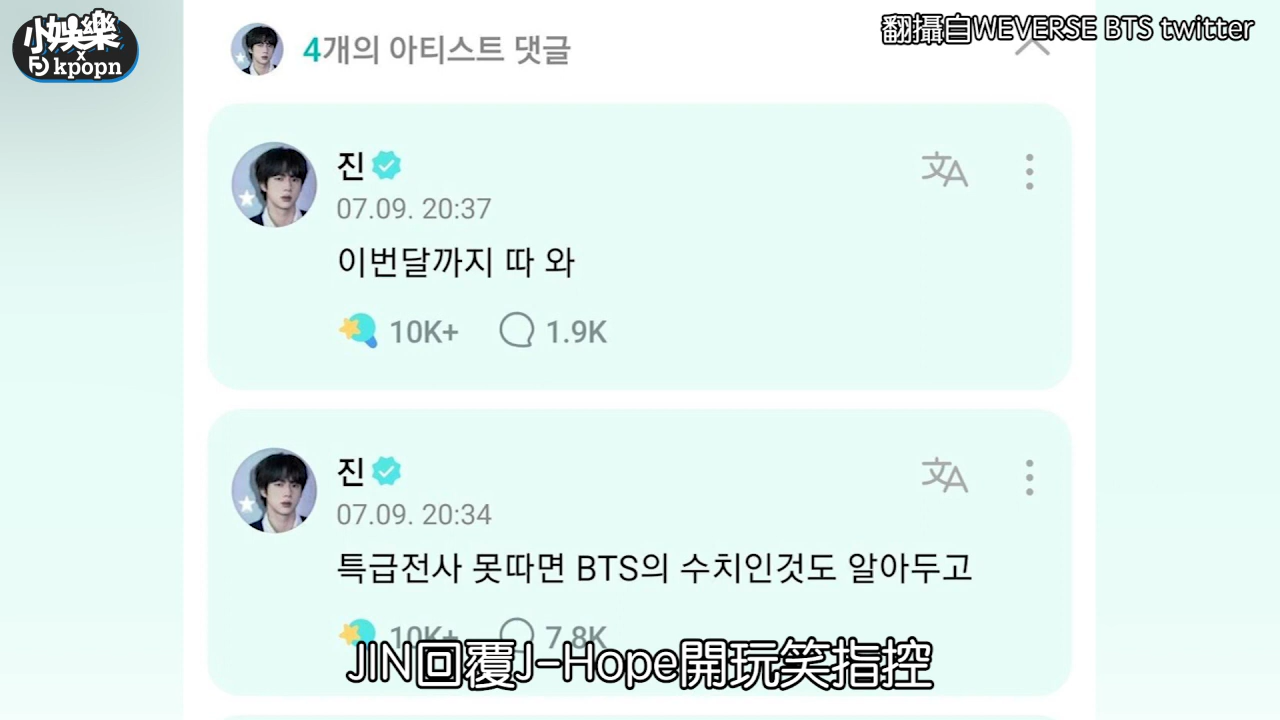 小娛樂
x
kpopn
翻攝自WEVERSE BTS twitter
4개의 아티스트 댓글
진
07.09. 20:37
이번달까지 따 와
10K+ 1.9K
진
07.09. 20:34
특급전사 못따면 BTS의 수치인것도 알아두고
10K+ 7.8K
JIN回覆J-Hope開玩笑指控